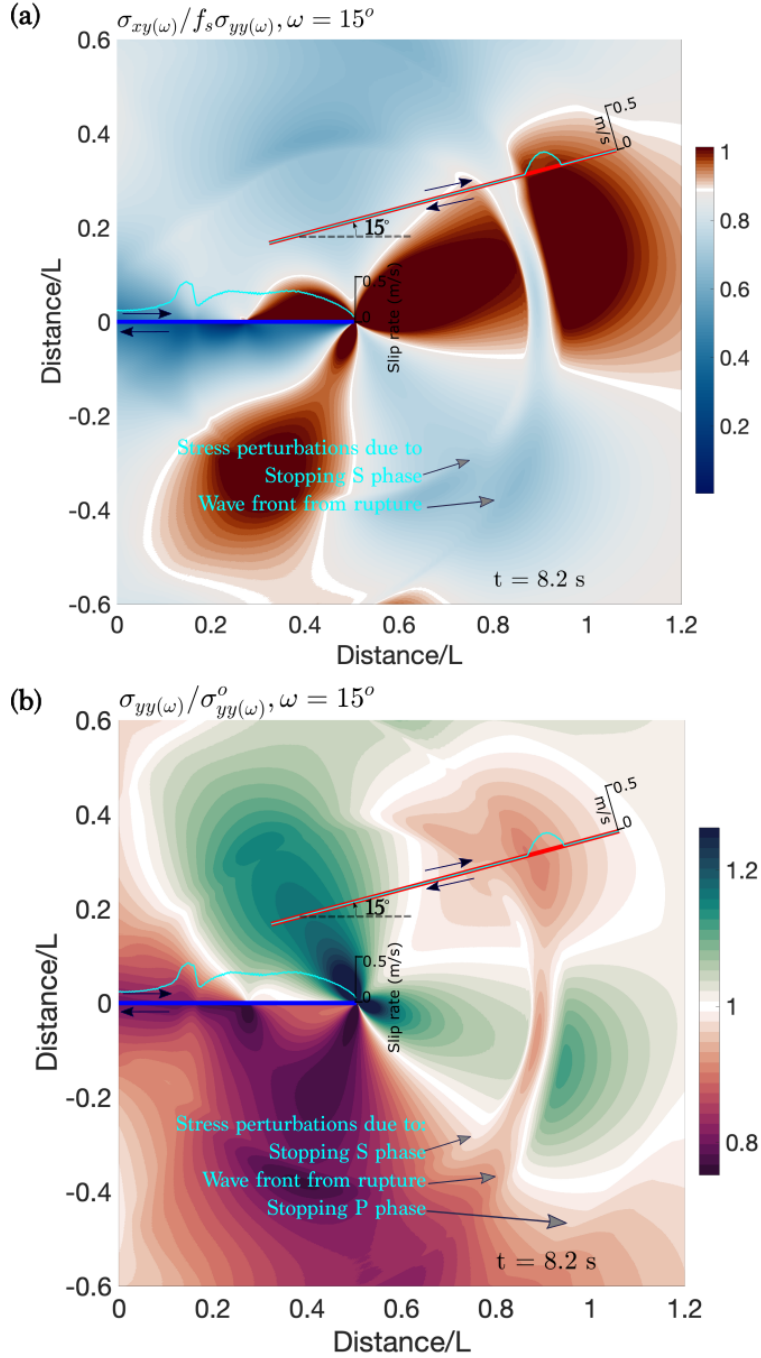 (a) σxy(ω)/fsσyy(ω), ω = 15°
0.6
0.4
0.2
0
-0.2
-0.4
-0.6
Distance/L
0.5
m/s
0
15°
0.5
0
Slip rate (m/s)
Stress perturbations due to
Stopping S phase
Wave front from rupture
t = 8.2 s
0 0.2 0.4 0.6 0.8 1 1.2
Distance/L
1
0.8
0.6
0.4
0.2
(b) σyy(ω)/σ°yy(ω), ω = 15°
0.6
0.4
0.2
0
-0.2
-0.4
-0.6
Distance/L
0.5
m/s
0
15°
0.5
0
Slip rate (m/s)
Stress perturbations due to:
Stopping S phase
Wave front from rupture
Stopping P phase
t = 8.2 s
0 0.2 0.4 0.6 0.8 1 1.2
Distance/L
1.2
1
0.8